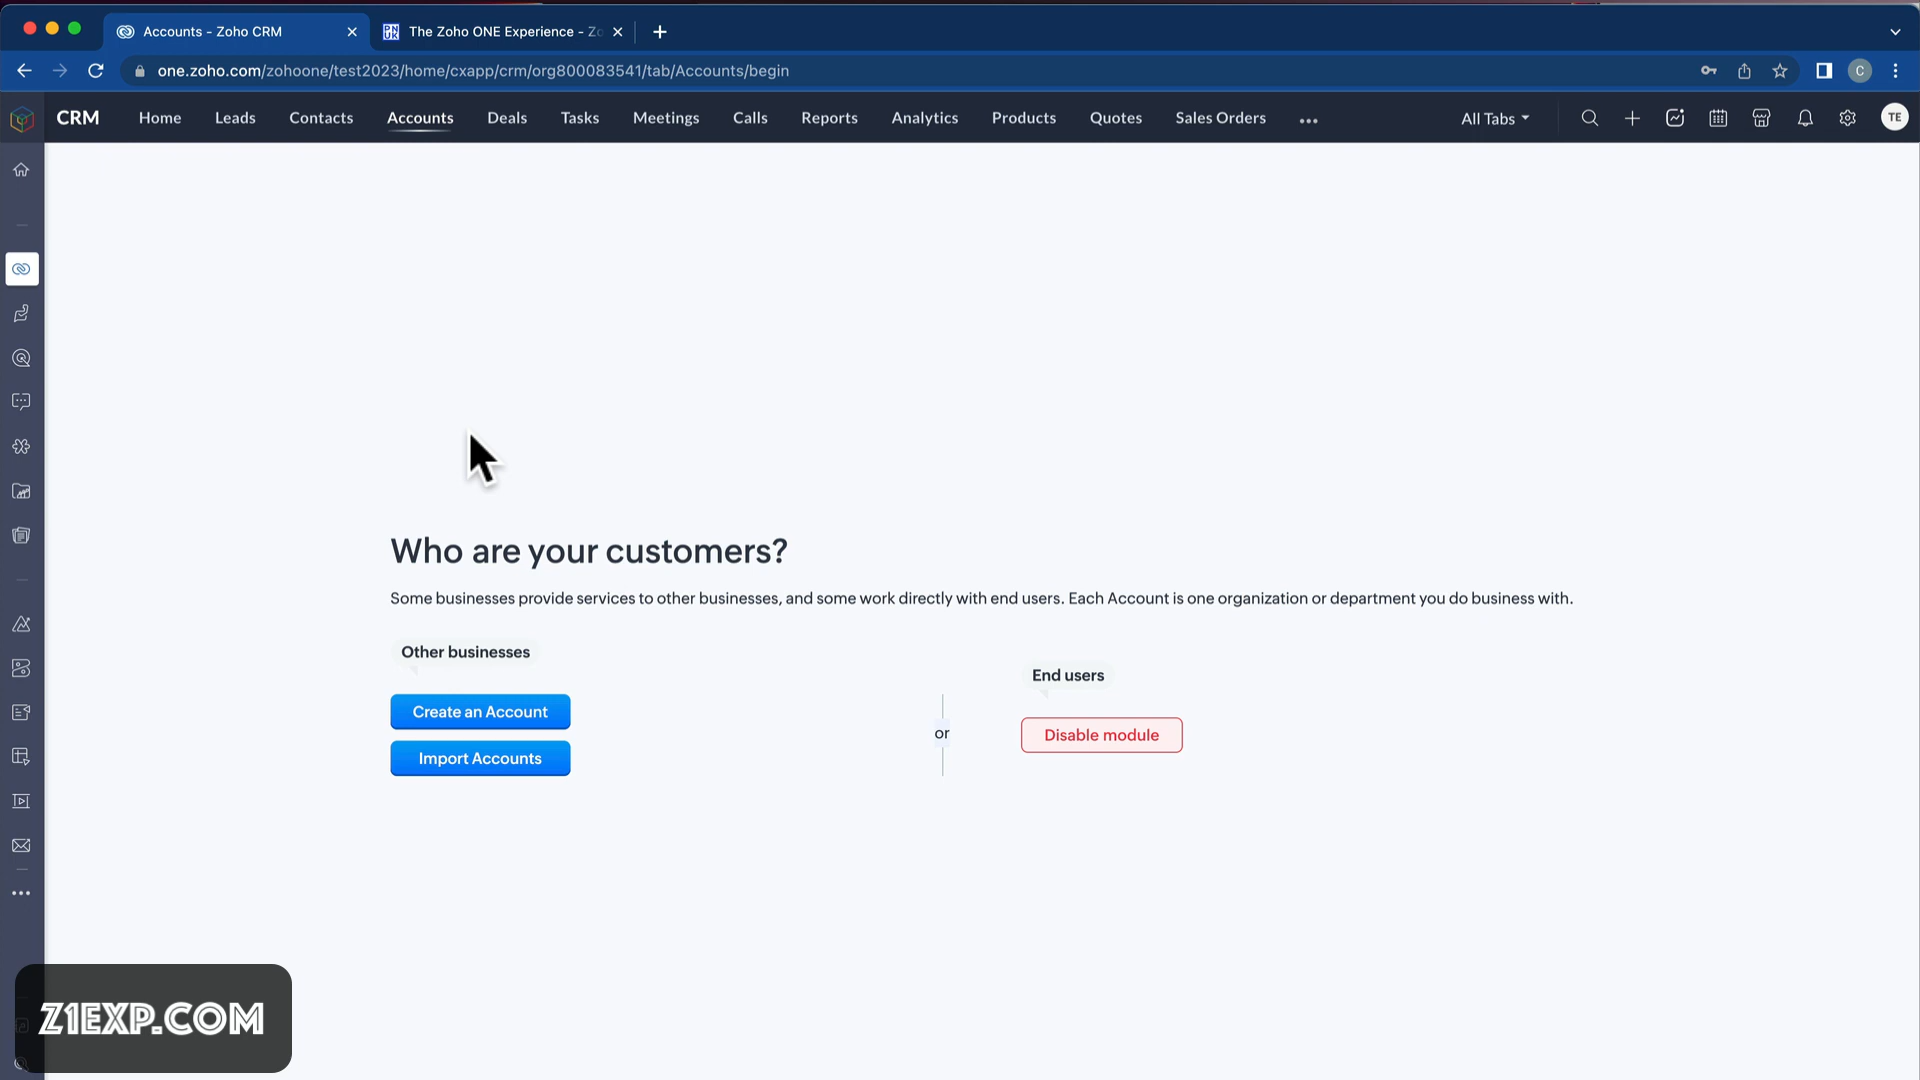 Accounts - Zoho CRM
The Zoho ONE Experience - Zo
one.zoho.com/zohoone/test2023/home/cxapp/crm/org800083541/tab/Accounts/begin
C
CRM Home Leads Contacts Accounts Deals Tasks Meetings Calls Reports Analytics Products Quotes Sales Orders ... All Tabs TE
Who are your customers?
Some businesses provide services to other businesses, and some work directly with end users. Each Account is one organization or department you do business with.
Other businesses
End users
Create an Account
or
Disable module
Import Accounts
Z1EXP.COM